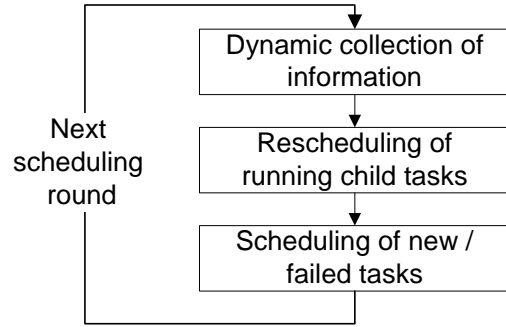 Dynamic collection of
information
Next
scheduling
round
Rescheduling of
running child tasks
Scheduling of new /
failed tasks